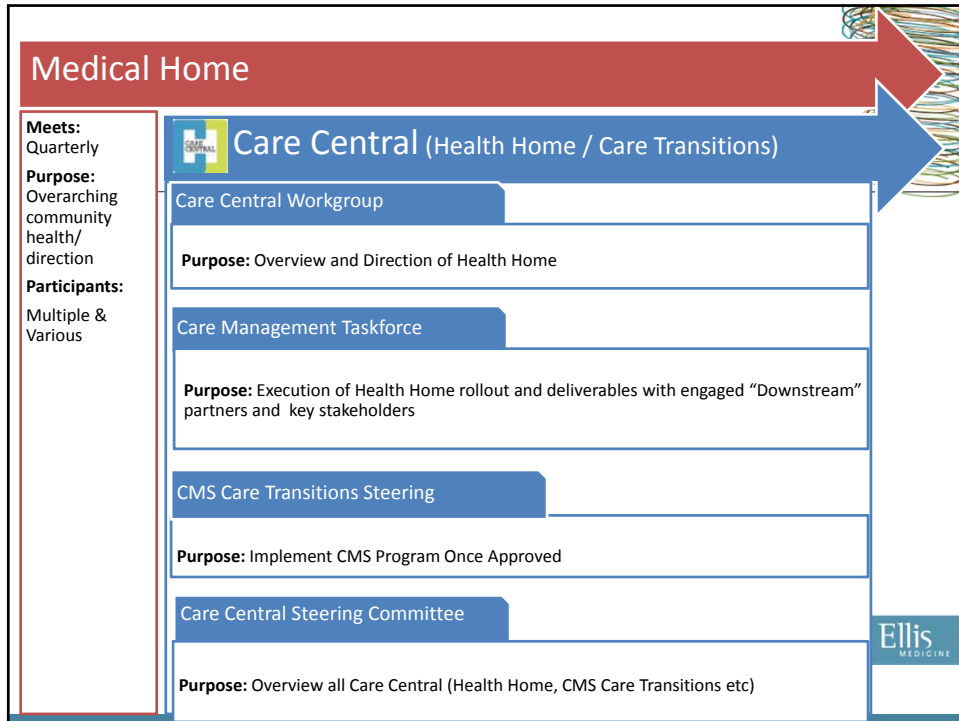 Medical Home
Meets:
Quarterly
Purpose:
Overarching
community
health/
direction
Participants:
Multiple &
Various
CARE
CENTRAL
Care Central (Health Home / Care Transitions)
Care Central Workgroup
Purpose: Overview and Direction of Health Home
Care Management Taskforce
Purpose: Execution of Health Home rollout and deliverables with engaged “Downstream”
partners and key stakeholders
CMS Care Transitions Steering
Purpose: Implement CMS Program Once Approved
Care Central Steering Committee
Purpose: Overview all Care Central (Health Home, CMS Care Transitions etc)
Ellis
MEDICINE